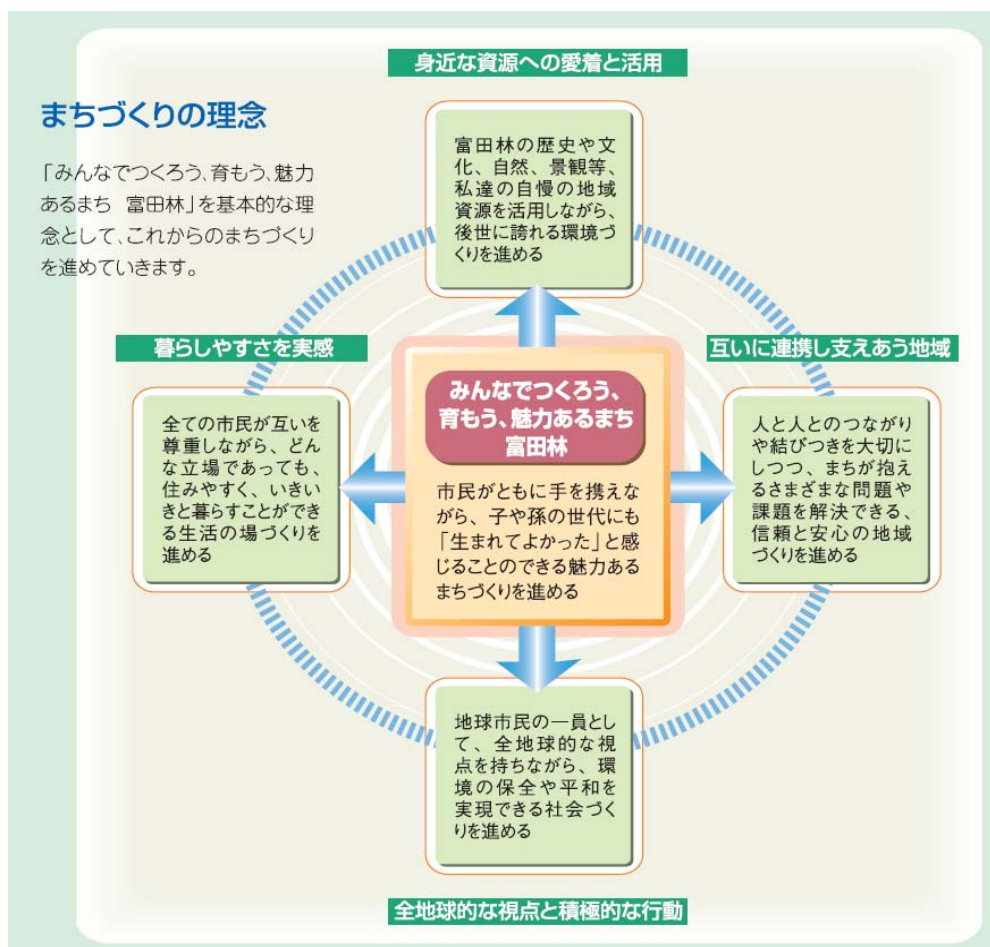 身近な資源への愛着と活用
まちづくりの理念
「みんなでつくろう、育もう、魅力
あるまち　富田林」を基本的な理
念として、これからのまちづくり
を進めていきます。
富田林の歴史や文
化、自然、景観等、
私達の自慢の地域
資源を活用しながら、
後世に誇れる環境づ
くりを進める
暮らしやすさを実感
全ての市民が互いを
尊重しながら、どん
な立場であっても、
住みやすく、いきい
きと暮らすことができ
る生活の場づくりを
進める
みんなでつくろう、
育もう、魅力あるまち
富田林
市民がともに手を携えな
がら、子や孫の世代にも
「生まれてよかった」と感
じることのできる魅力ある
まちづくりを進める
互いに連携し支えあう地域
人と人とのつながり
や結びつきを大切に
しつつ、まちが抱え
るさまざまな問題や
課題を解決できる、
信頼と安心の地域
づくりを進める
地球市民の一員とし
て、全地球的な視
点を持ちながら、環
境の保全や平和を
実現できる社会づく
りを進める
全地球的な視点と積極的な行動